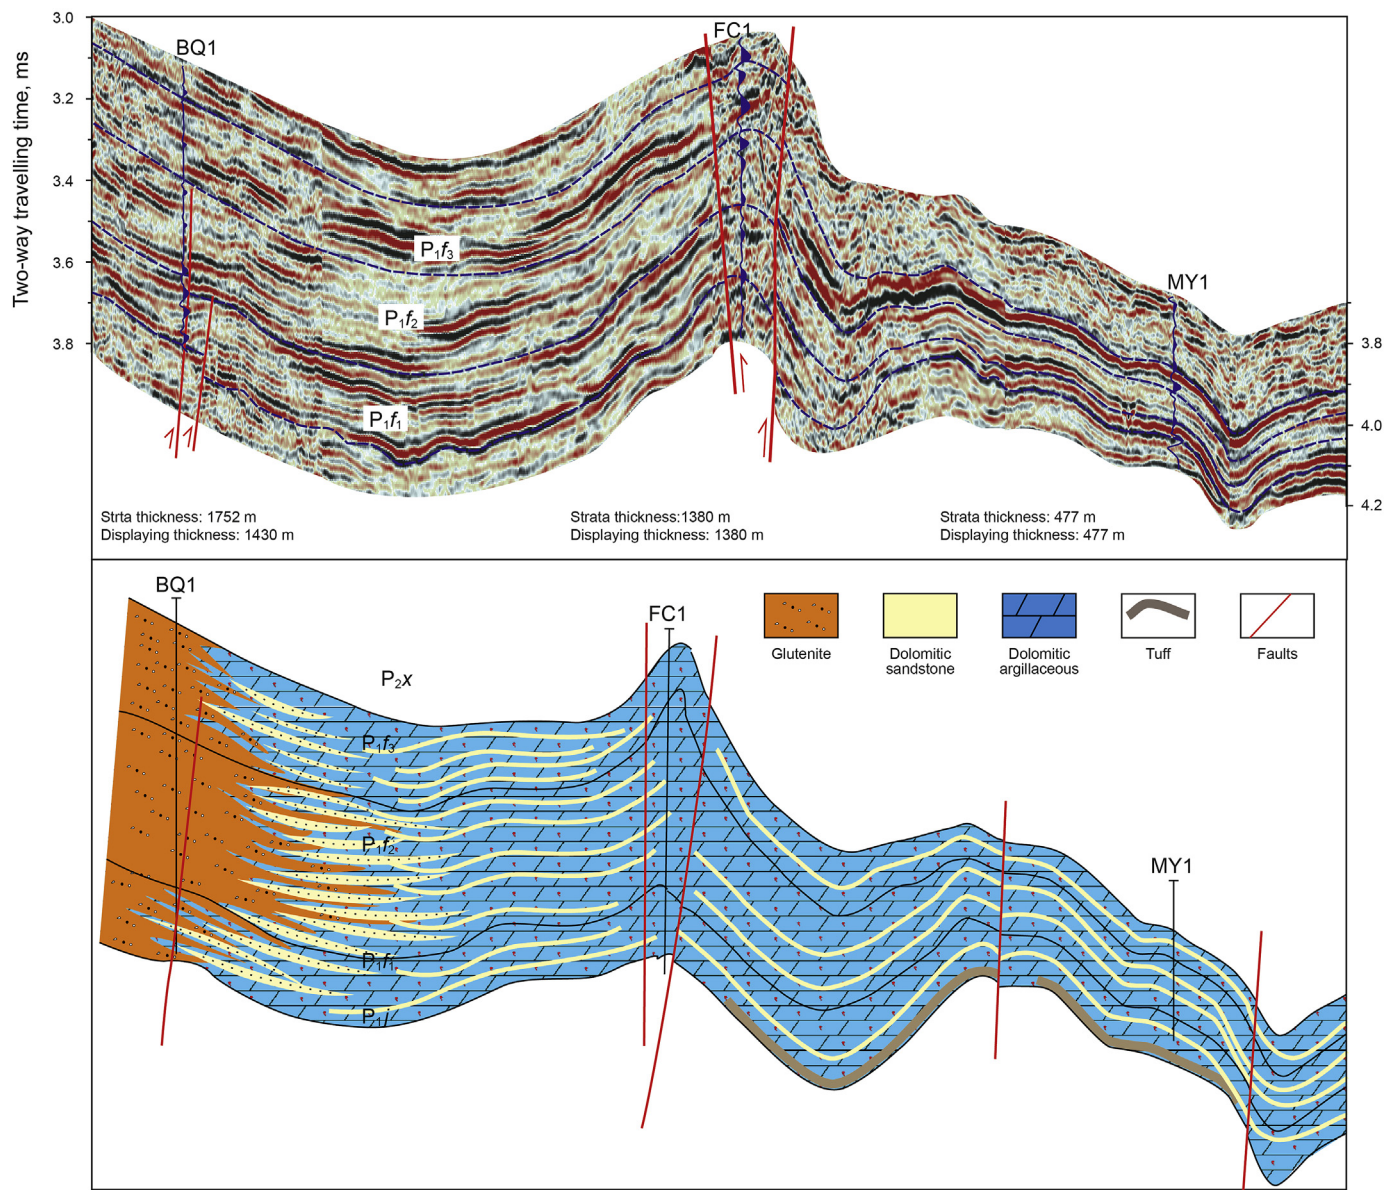 Two-way travelling time, ms
3.0
3.2
3.4
3.6
3.8
BQ1
FC1
MY1
P₁f₃
P₁f₂
P₁f₁
3.8
4.0
4.2
Strta thickness: 1752 m
Displaying thickness: 1430 m
Strata thickness:1380 m
Displaying thickness: 1380 m
Strata thickness: 477 m
Displaying thickness: 477 m
BQ1
FC1
MY1
P₂x
P₁f₃
P₁f₂
P₁f₁
P₁l
Glutenite
Dolomitic
sandstone
Dolomitic
argillaceous
Tuff
Faults